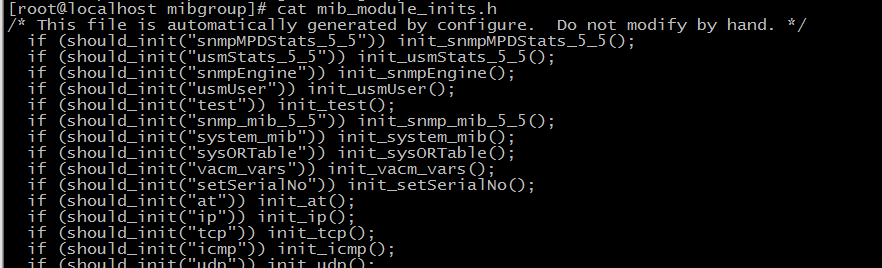 [root@localhost mibgroup]# cat mib_module_inits.h
/* This file is automatically generated by configure.  Do not modify by hand. */
  if (should_init("snmpMPDStats_5_5")) init_snmpMPDStats_5_5();
  if (should_init("usmStats_5_5")) init_usmStats_5_5();
  if (should_init("snmpEngine")) init_snmpEngine();
  if (should_init("usmUser")) init_usmUser();
  if (should_init("test")) init_test();
  if (should_init("snmp_mib_5_5")) init_snmp_mib_5_5();
  if (should_init("system_mib")) init_system_mib();
  if (should_init("sysORTable")) init_sysORTable();
  if (should_init("vacm_vars")) init_vacm_vars();
  if (should_init("setSerialNo")) init_setSerialNo();
  if (should_init("at")) init_at();
  if (should_init("ip")) init_ip();
  if (should_init("tcp")) init_tcp();
  if (should_init("icmp")) init_icmp();
  if (should_init("udp")) init_udp();